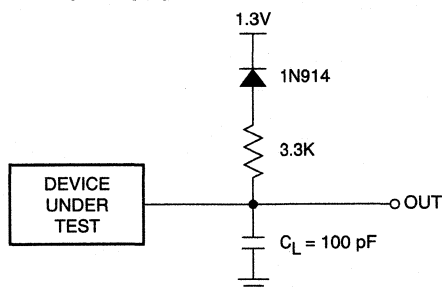 1.3V
1N914
3.3K
DEVICE
UNDER
TEST
OUT
C_L = 100 pF